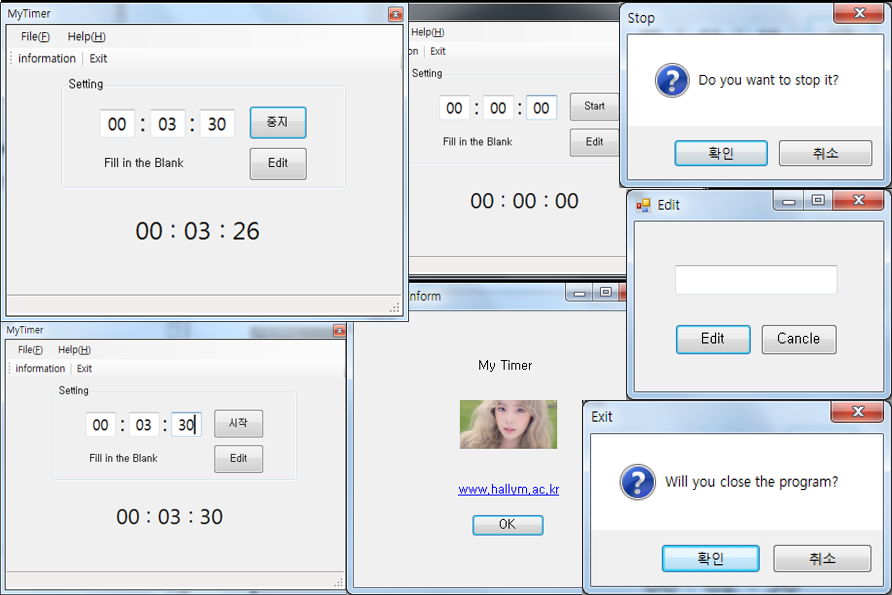 MyTimer
File(F) Help(H)
information Exit
Setting
00 : 03 : 30 중지
Fill in the Blank Edit
00 : 03 : 26
Help(H)
on Exit
Setting
00 : 00 : 00 Start
Fill in the Blank Edit
00 : 00 : 00
Stop
Do you want to stop it?
확인 취소
Edit
Edit Cancle
MyTimer
File(F) Help(H)
information Exit
Setting
00 : 03 : 30 시작
Fill in the Blank Edit
00 : 03 : 30
nform
My Timer
www.hallym.ac.kr
OK
Exit
Will you close the program?
확인 취소